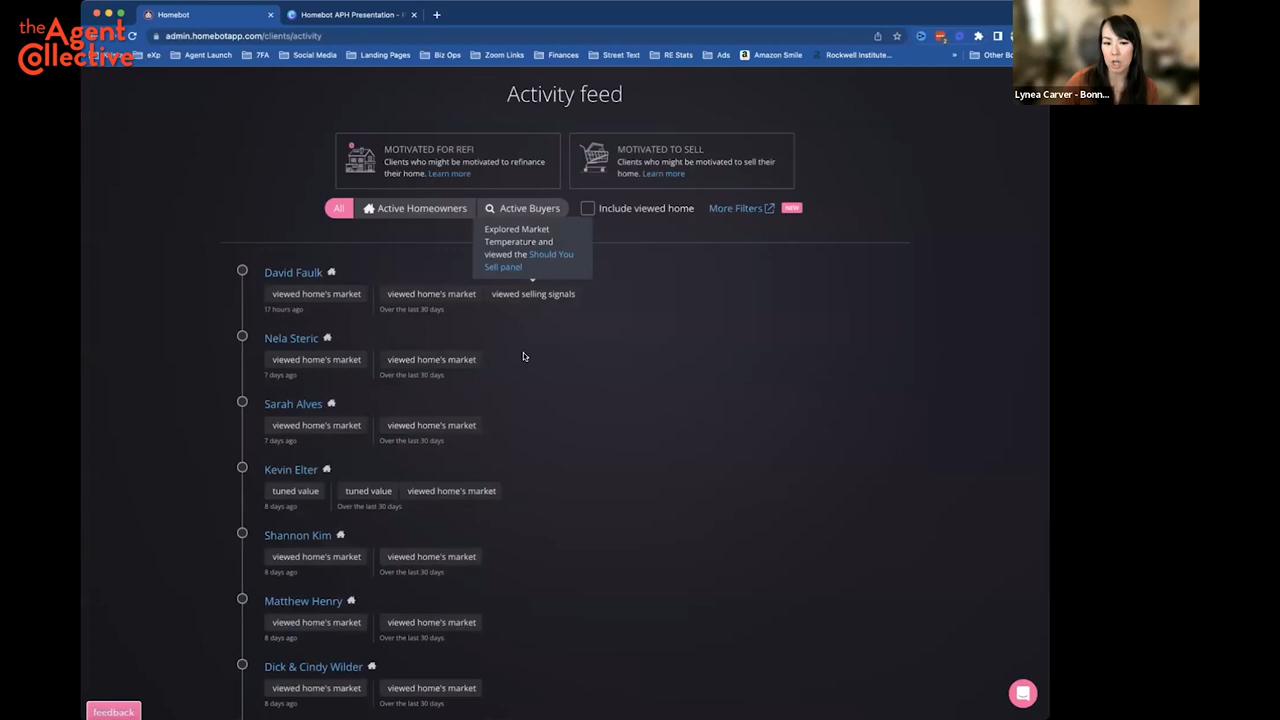 the Agent
Collective
Homebot
Homebot APH Presentation -
admin.homebotapp.com/clients/activity
eXp
Agent Launch
7FA
Social Media
Landing Pages
Biz Ops
Zoom Links
Finances
Street Text
RE Stats
Ads
Amazon Smile
Rockwell Institute...
Other Bo
Lynea Carver - Bonn...
Activity feed
MOTIVATED FOR REFI
Clients who might be motivated to refinance
their home. Learn more
MOTIVATED TO SELL
Clients who might be motivated to sell their
home. Learn more
All
Active Homeowners
Active Buyers
Include viewed home
More Filters
NEW
Explored Market
Temperature and
viewed the Should You
Sell panel
David Faulk
viewed home's market
viewed home's market
viewed selling signals
17 hours ago
Over the last 30 days
Nela Steric
viewed home's market
viewed home's market
7 days ago
Over the last 30 days
Sarah Alves
viewed home's market
viewed home's market
7 days ago
Over the last 30 days
Kevin Elter
tuned value
tuned value
viewed home's market
8 days ago
Over the last 30 days
Shannon Kim
viewed home's market
viewed home's market
8 days ago
Over the last 30 days
Matthew Henry
viewed home's market
viewed home's market
8 days ago
Over the last 30 days
Dick & Cindy Wilder
viewed home's market
viewed home's market
8 days ago
Over the last 30 days
feedback